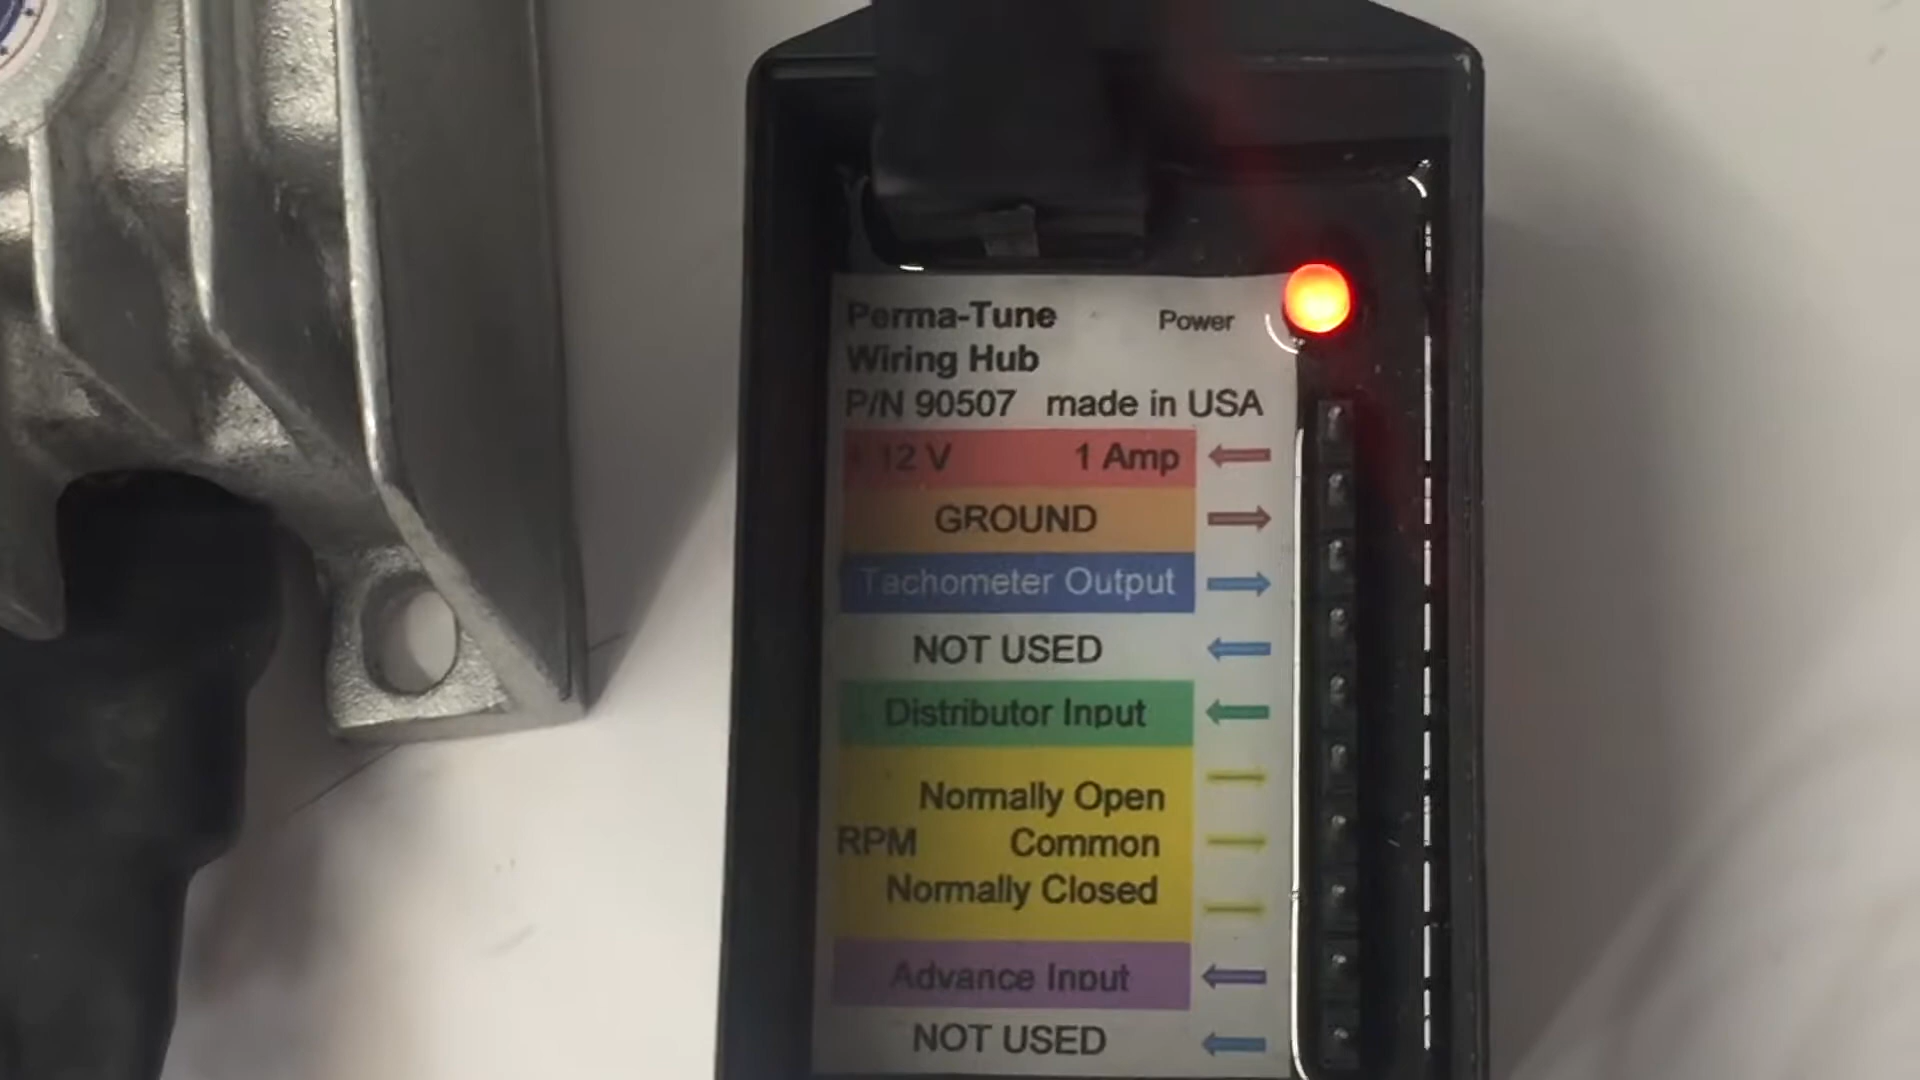 Perma-Tune
Power
Wiring Hub
P/N 90507 made in USA
+ 12 V 1 Amp
GROUND
Tachometer Output
NOT USED
Distributor Input
Normally Open
RPM Common
Normally Closed
Advance Input
NOT USED